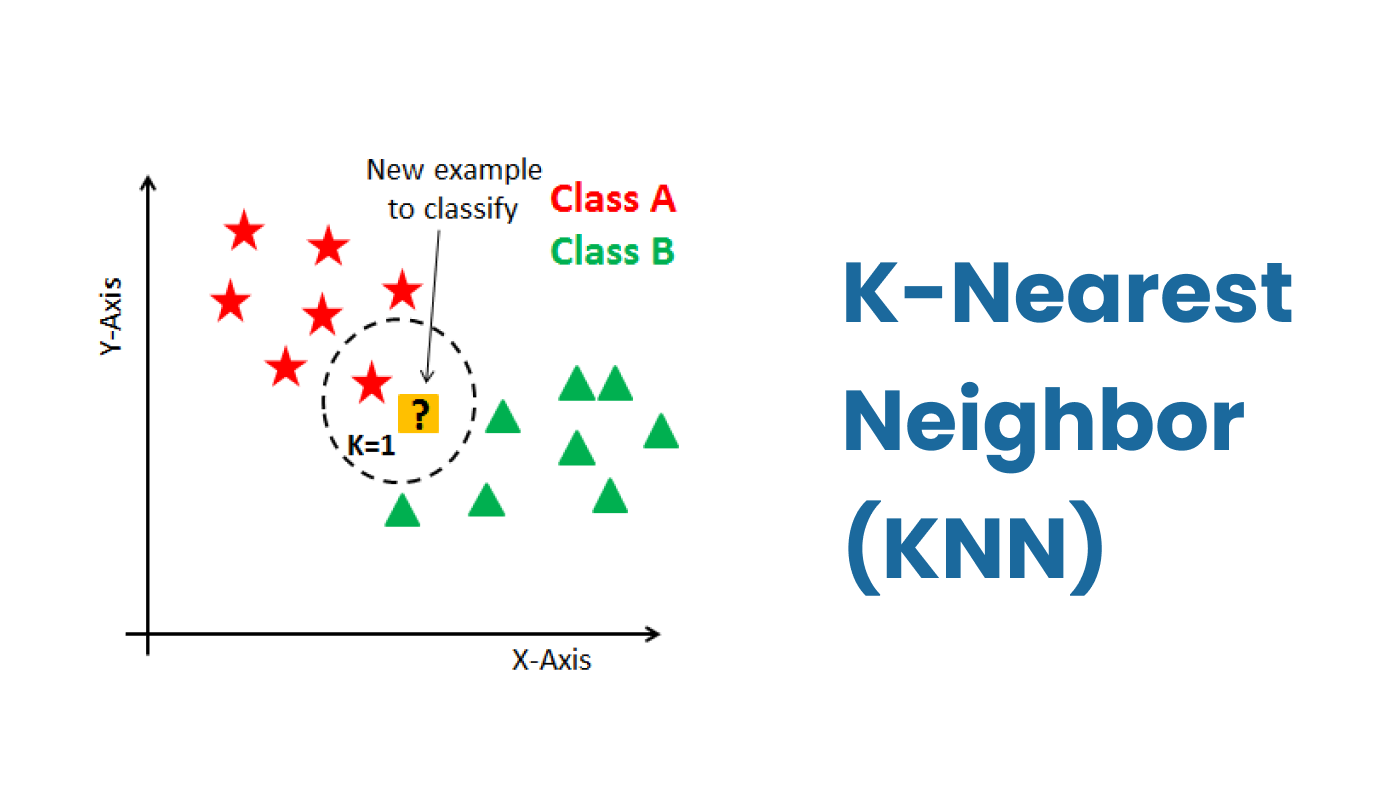 New example
to classify
Class A
Class B
Y-Axis
?
K=1
X-Axis
K-Nearest
Neighbor
(KNN)